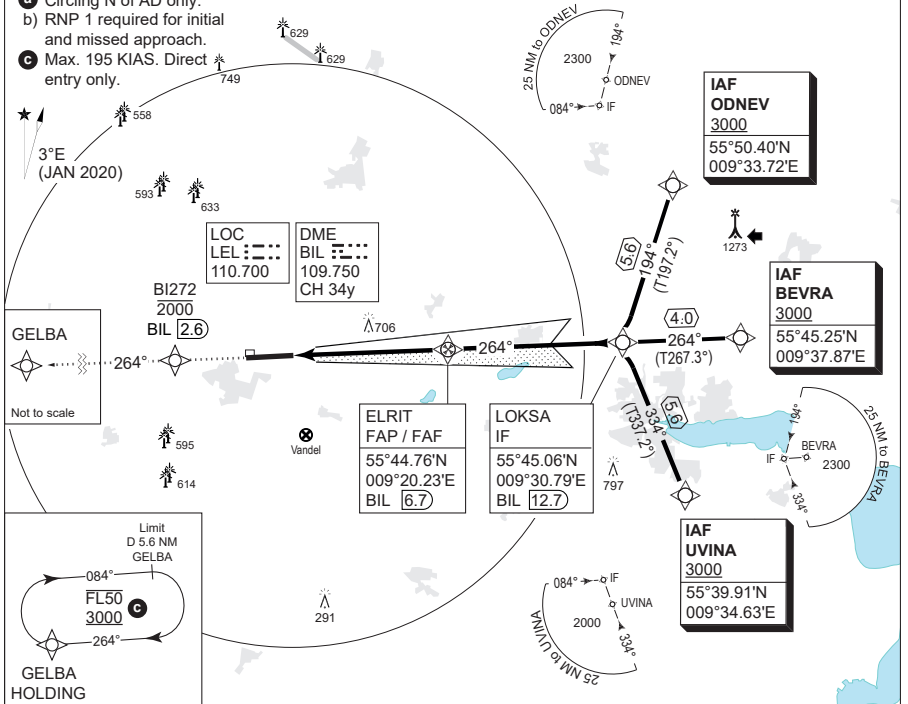 a Circling N of AD only.
b) RNP 1 required for initial
and missed approach.
c Max. 195 KIAS. Direct
entry only.
3°E
(JAN 2020)
629
629
749
558
593
633
25 NM to ODNEV
2300
194°
ODNEV
084°
IF
IAF
ODNEV
3000
55°50.40'N
009°33.72'E
1273
LOC
LEL
110.700
DME
BIL
109.750
CH 34y
5.6
194°
(T197.2°)
IAF
BEVRA
3000
55°45.25'N
009°37.87'E
BI272
2000
BIL 2.6
706
4.0
264°
(T267.3°)
GELBA
264°
264°
Not to scale
5.6
334°
(T337.2°)
ELRIT
FAP / FAF
55°44.76'N
009°20.23'E
BIL 6.7
LOKSA
IF
55°45.06'N
009°30.79'E
BIL 12.7
25 NM to BEVRA
194°
BEVRA
IF
2300
334°
595
614
Vandel
797
IAF
UVINA
3000
55°39.91'N
009°34.63'E
Limit
D 5.6 NM
GELBA
084°
FL50
3000
c
264°
GELBA
HOLDING
291
084°
IF
UVINA
2000
334°
25 NM to UVINA